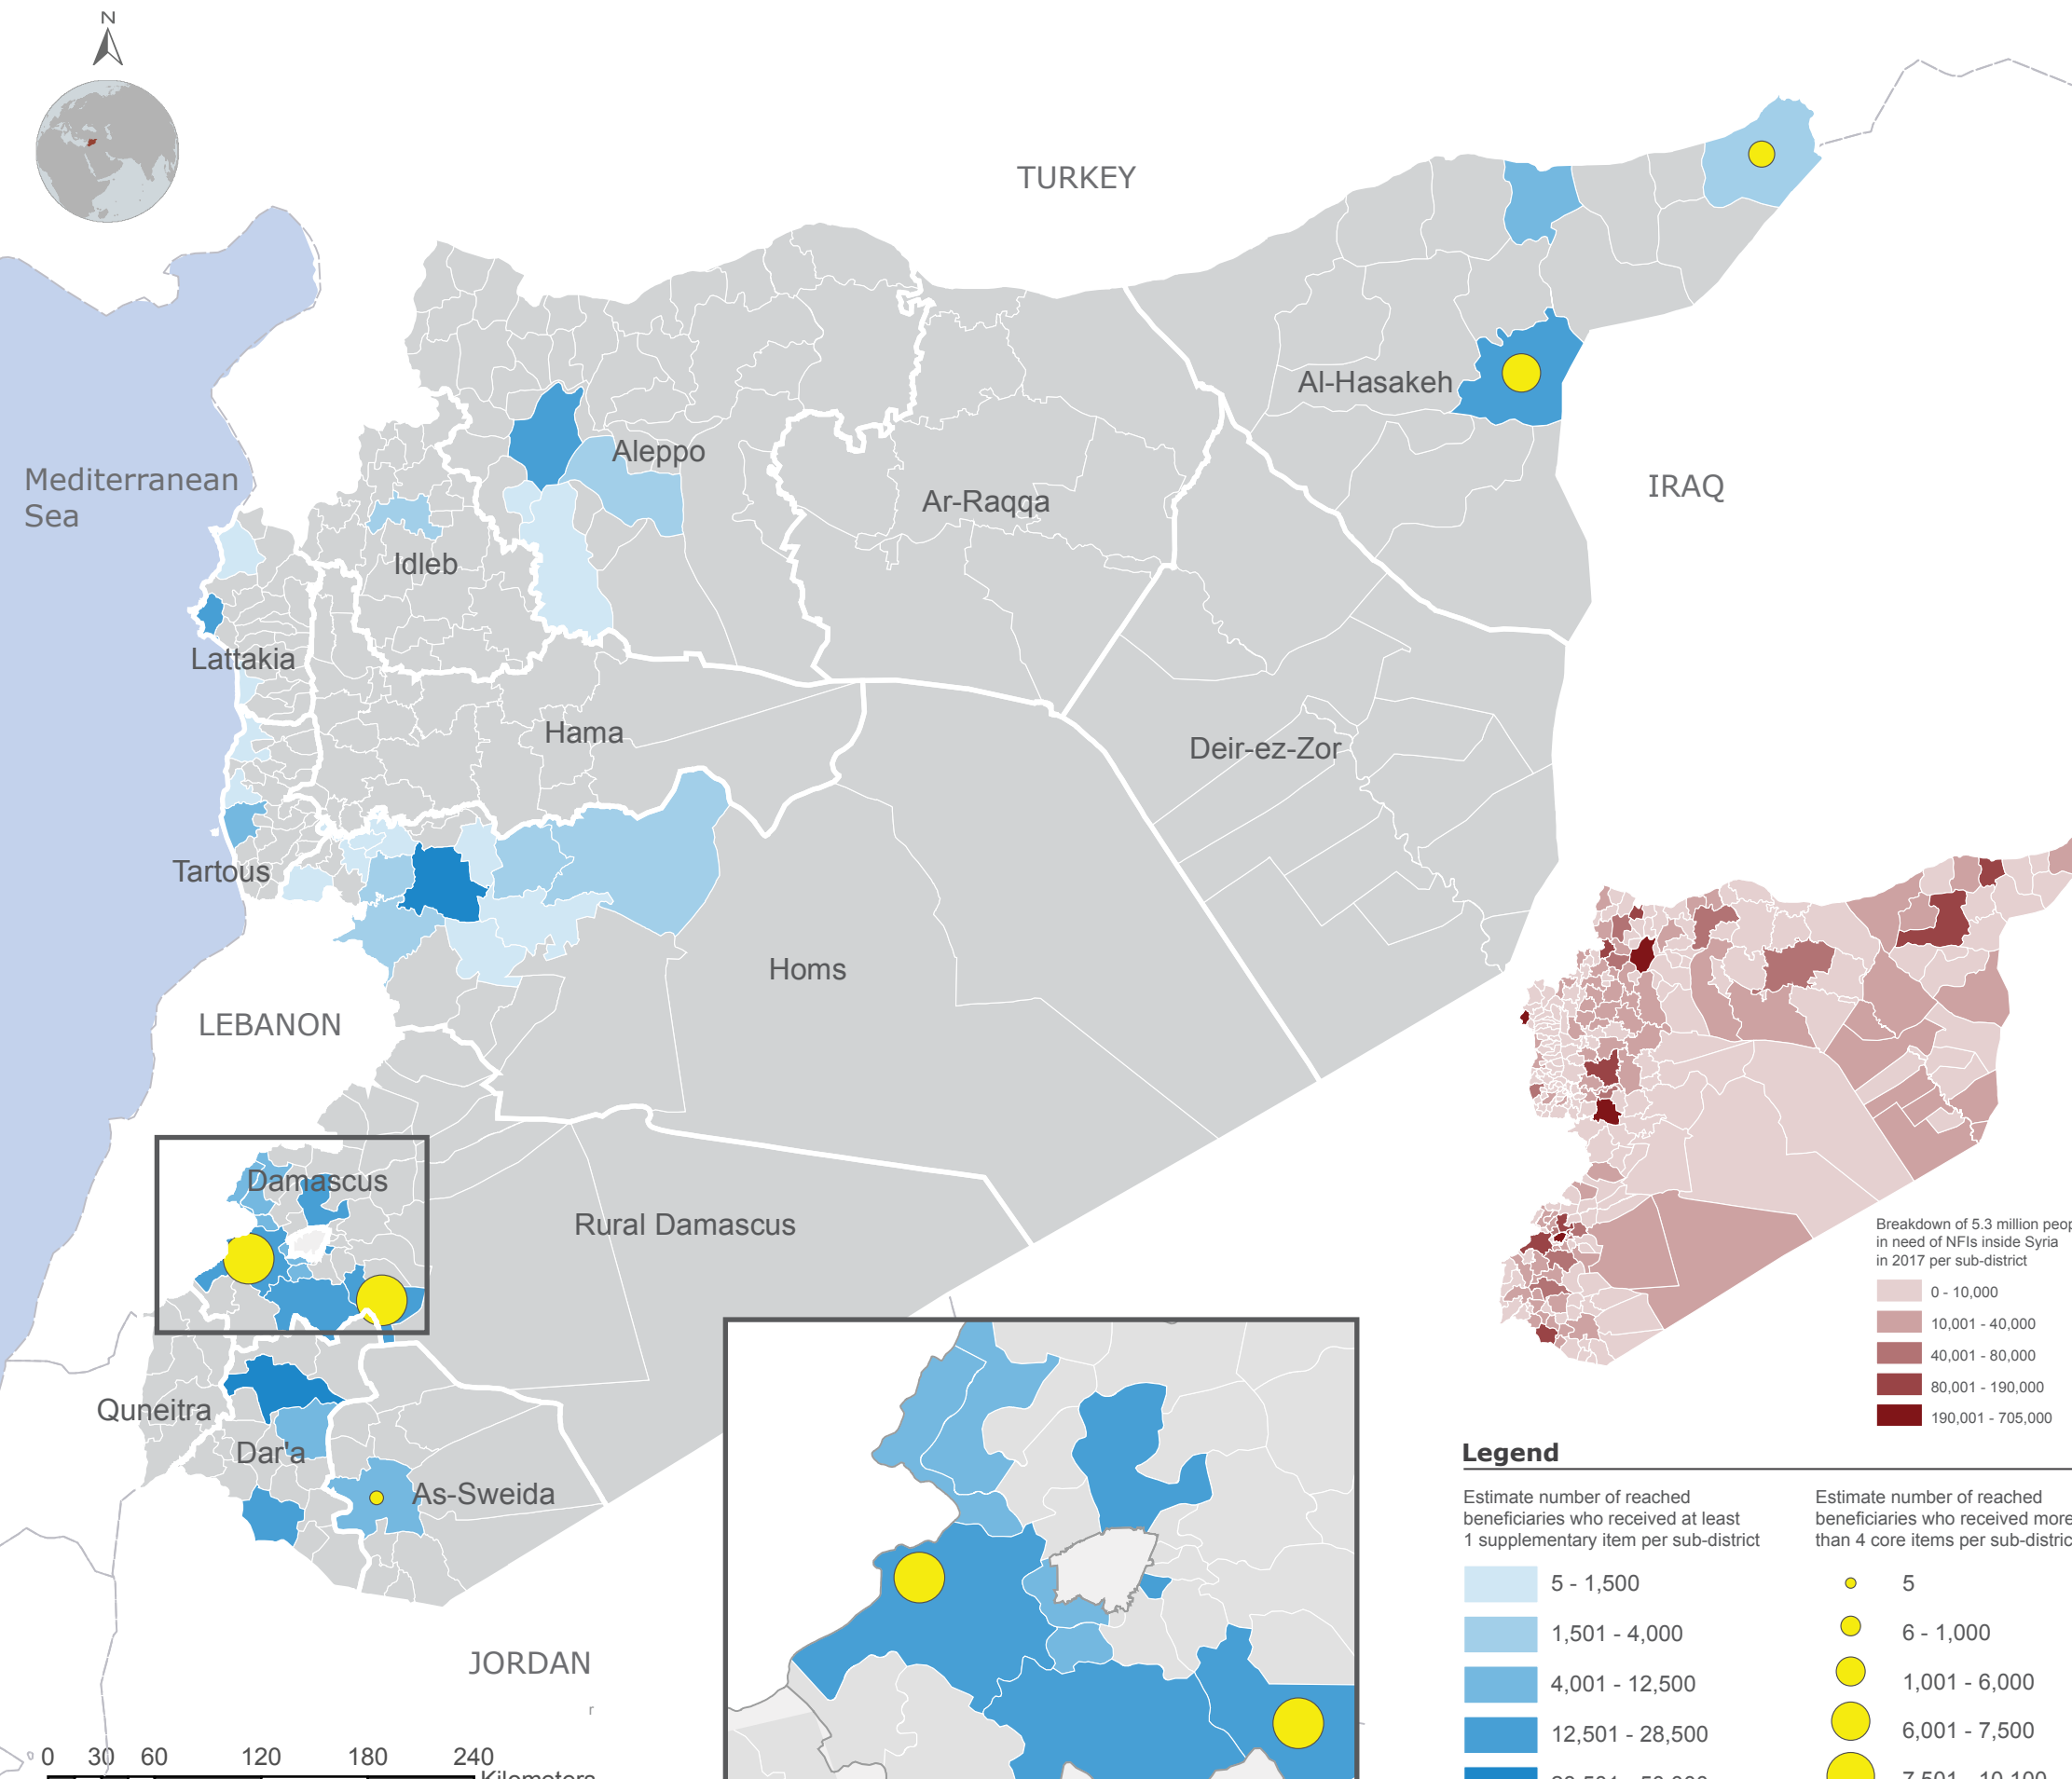 N
TURKEY
Al-Hasakeh
Aleppo
Mediterranean
Sea
IRAQ
Ar-Raqqa
Idleb
Lattakia
Hama
Deir-ez-Zor
Tartous
Homs
LEBANON
Damascus
Rural Damascus
Quneitra
Dar'a
As-Sweida
JORDAN
r
0 30 60 120 180 240
Kilometers
Breakdown of 5.3 million peop
in need of NFIs inside Syria
in 2017 per sub-district
0 - 10,000
10,001 - 40,000
40,001 - 80,000
80,001 - 190,000
190,001 - 705,000
Legend
Estimate number of reached
beneficiaries who received at least
1 supplementary item per sub-district
5 - 1,500
1,501 - 4,000
4,001 - 12,500
12,501 - 28,500
Estimate number of reached
beneficiaries who received more
than 4 core items per sub-distric
5
6 - 1,000
1,001 - 6,000
6,001 - 7,500
7,501 - 10,100